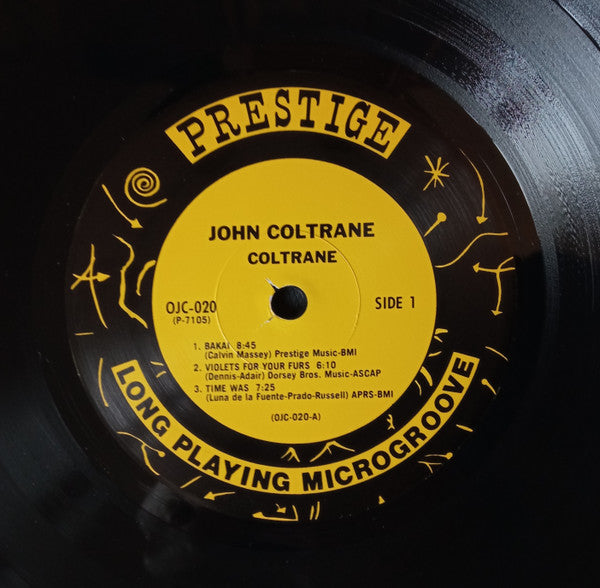 PRESTIGE
JOHN COLTRANE
COLTRANE
OJC-020
(P-7105)
SIDE 1
1. BAKAI 8:45
(Calvin Massey) Prestige Music-BMI
2. VIOLETS FOR YOUR FURS 6:10
(Dennis-Adair) Dorsey Bros. Music-ASCAP
3. TIME WAS 7:25
(Luna de la Fuente-Prado-Russell) APRS-BMI
(OJC-020-A)
LONG PLAYING MICROGROOVE